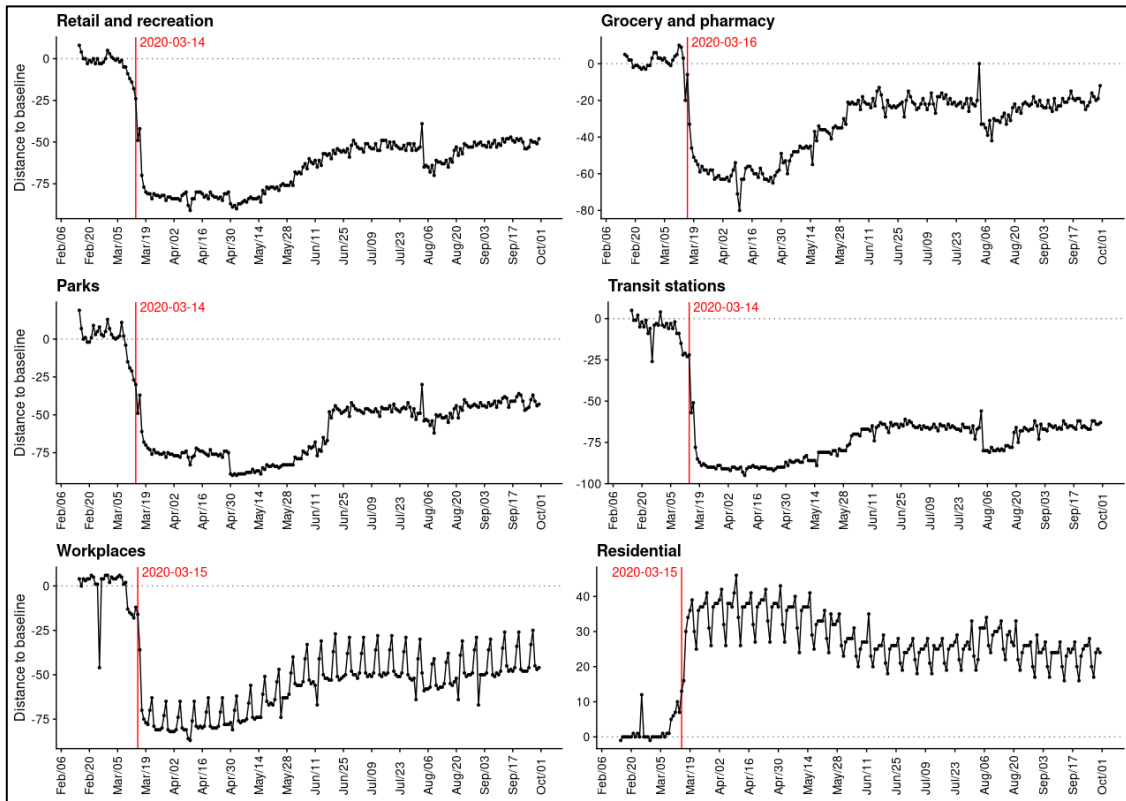 Retail and recreation
2020-03-14
Distance to baseline
0
-25
-50
-75
Feb/06 Feb/20 Mar/05 Mar/19 Apr/02 Apr/16 Apr/30 May/14 May/28 Jun/11 Jun/25 Jul/09 Jul/23 Aug/06 Aug/20 Sep/03 Sep/17 Oct/01
Grocery and pharmacy
2020-03-16
0
-20
-40
-60
-80
Feb/06 Feb/20 Mar/05 Mar/19 Apr/02 Apr/16 Apr/30 May/14 May/28 Jun/11 Jun/25 Jul/09 Jul/23 Aug/06 Aug/20 Sep/03 Sep/17 Oct/01
Parks
2020-03-14
Distance to baseline
0
-25
-50
-75
Feb/06 Feb/20 Mar/05 Mar/19 Apr/02 Apr/16 Apr/30 May/14 May/28 Jun/11 Jun/25 Jul/09 Jul/23 Aug/06 Aug/20 Sep/03 Sep/17 Oct/01
Transit stations
2020-03-14
0
-25
-50
-75
-100
Feb/06 Feb/20 Mar/05 Mar/19 Apr/02 Apr/16 Apr/30 May/14 May/28 Jun/11 Jun/25 Jul/09 Jul/23 Aug/06 Aug/20 Sep/03 Sep/17 Oct/01
Workplaces
2020-03-15
Distance to baseline
0
-25
-50
-75
Feb/06 Feb/20 Mar/05 Mar/19 Apr/02 Apr/16 Apr/30 May/14 May/28 Jun/11 Jun/25 Jul/09 Jul/23 Aug/06 Aug/20 Sep/03 Sep/17 Oct/01
Residential
2020-03-15
40
30
20
10
0
Feb/06 Feb/20 Mar/05 Mar/19 Apr/02 Apr/16 Apr/30 May/14 May/28 Jun/11 Jun/25 Jul/09 Jul/23 Aug/06 Aug/20 Sep/03 Sep/17 Oct/01